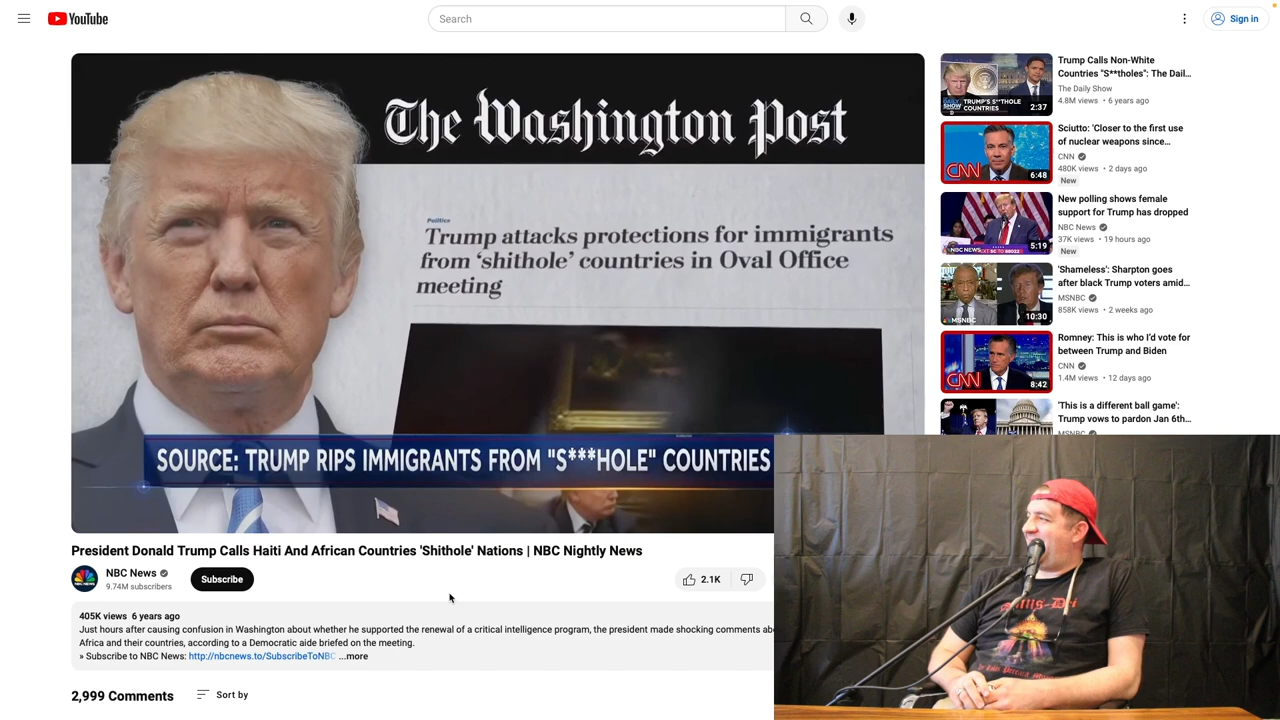 YouTube
Search
Sign in
The Washington Post
Politics
Trump attacks protections for immigrants
from 'shithole' countries in Oval Office
meeting
SOURCE: TRUMP RIPS IMMIGRANTS FROM "S***HOLE" COUNTRIES
President Donald Trump Calls Haiti And African Countries 'Shithole' Nations | NBC Nightly News
NBC News
9.74M subscribers
Subscribe
2.1K
405K views 6 years ago
Just hours after causing confusion in Washington about whether he supported the renewal of a critical intelligence program, the president made shocking comments
Africa and their countries, according to a Democratic aide briefed on the meeting.
» Subscribe to NBC News: http://nbcnews.to/SubscribeToNBC ...more
2,999 Comments
Sort by
TRUMP'S S**THOLE
COUNTRIES
2:37
Trump Calls Non-White
Countries "S**tholes": The Dail...
The Daily Show
4.8M views • 6 years ago
CNN
6:48
Sciutto: 'Closer to the first use
of nuclear weapons since...
CNN
480K views • 2 days ago
New
NBC NEWS
5:19
New polling shows female
support for Trump has dropped
NBC News
37K views • 19 hours ago
New
MSNBC
10:30
'Shameless': Sharpton goes
after black Trump voters amid...
MSNBC
858K views • 2 weeks ago
CNN
8:42
Romney: This is who I'd vote for
between Trump and Biden
CNN
1.4M views • 12 days ago
'This is a different ball game':
Trump vows to pardon Jan 6th...
MSNBC